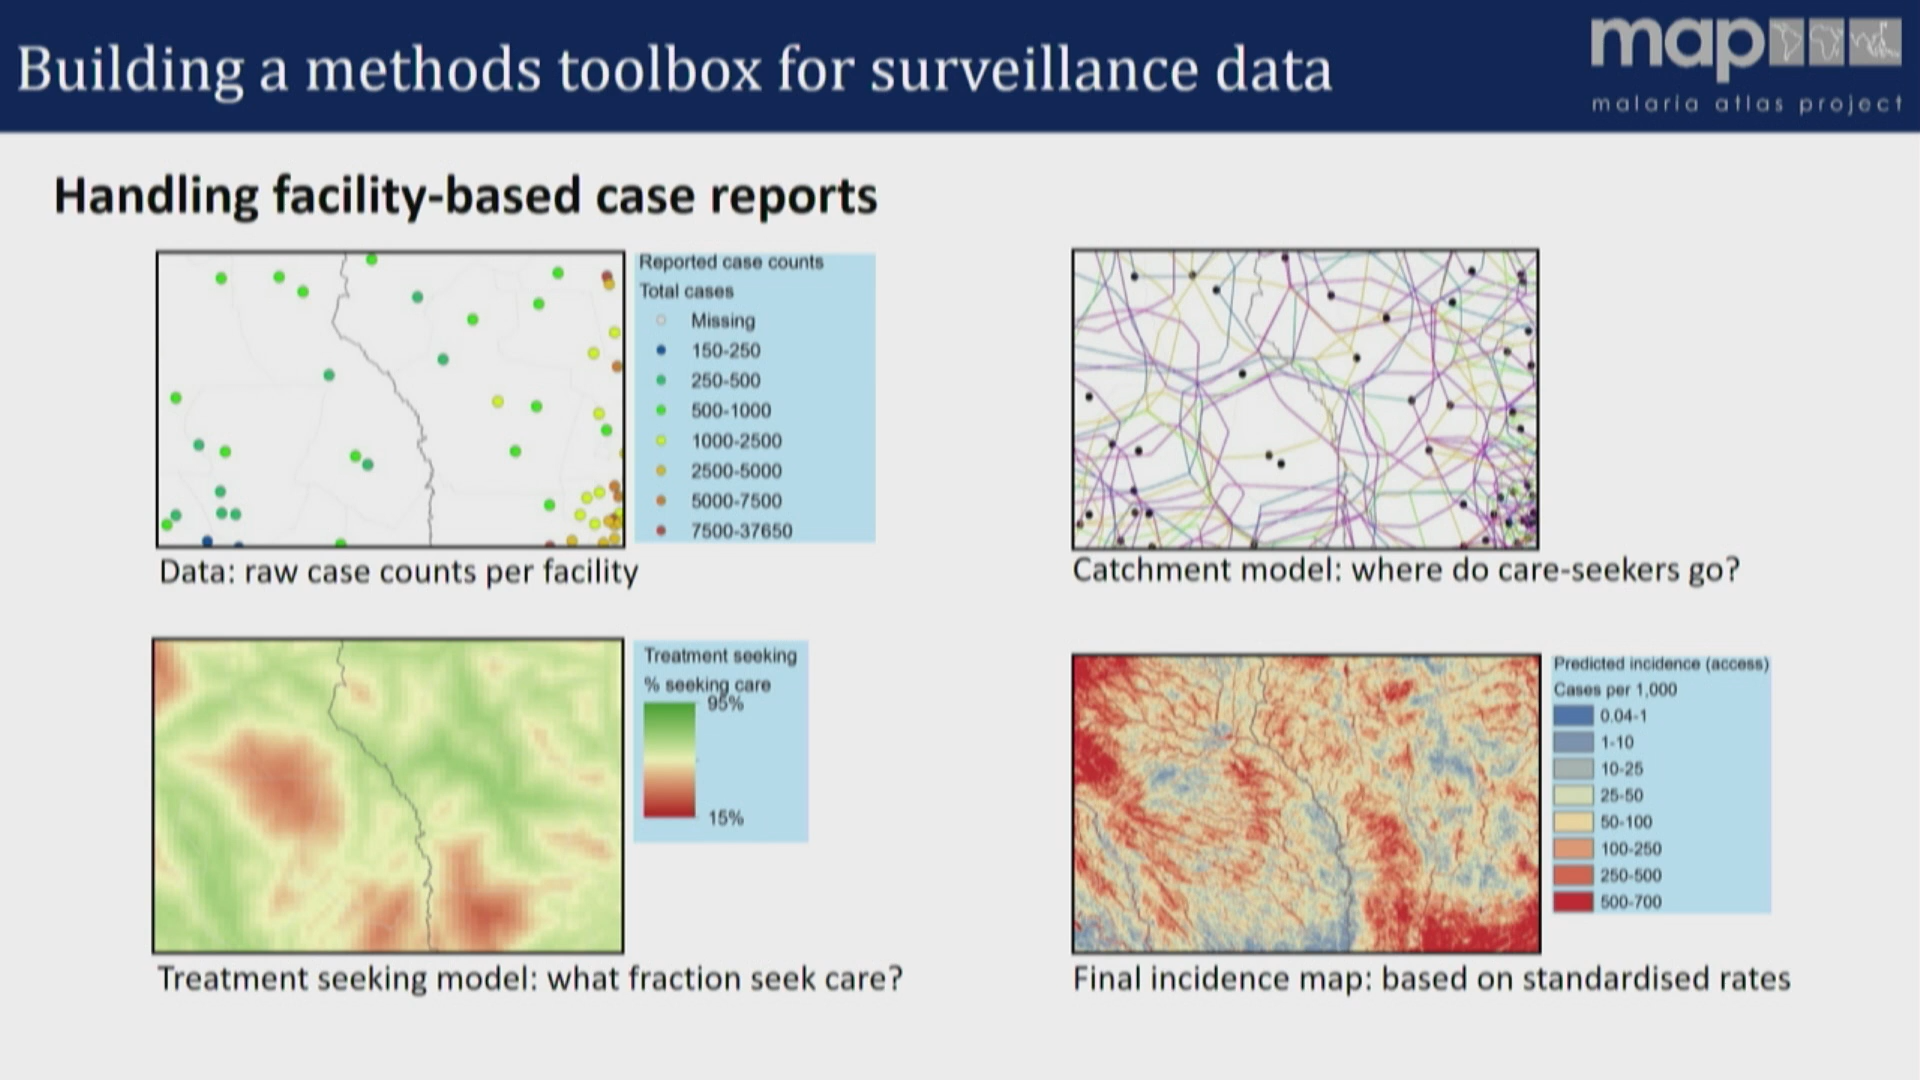 Building a methods toolbox for surveillance data
map
malaria atlas project
Handling facility-based case reports
Reported case counts
Total cases
Missing
150-250
250-500
500-1000
1000-2500
2500-5000
5000-7500
7500-37650
Data: raw case counts per facility
Catchment model: where do care-seekers go?
Treatment seeking
% seeking care
95%
15%
Treatment seeking model: what fraction seek care?
Predicted incidence (access)
Cases per 1,000
0.04-1
1-10
10-25
25-50
50-100
100-250
250-500
500-700
Final incidence map: based on standardised rates